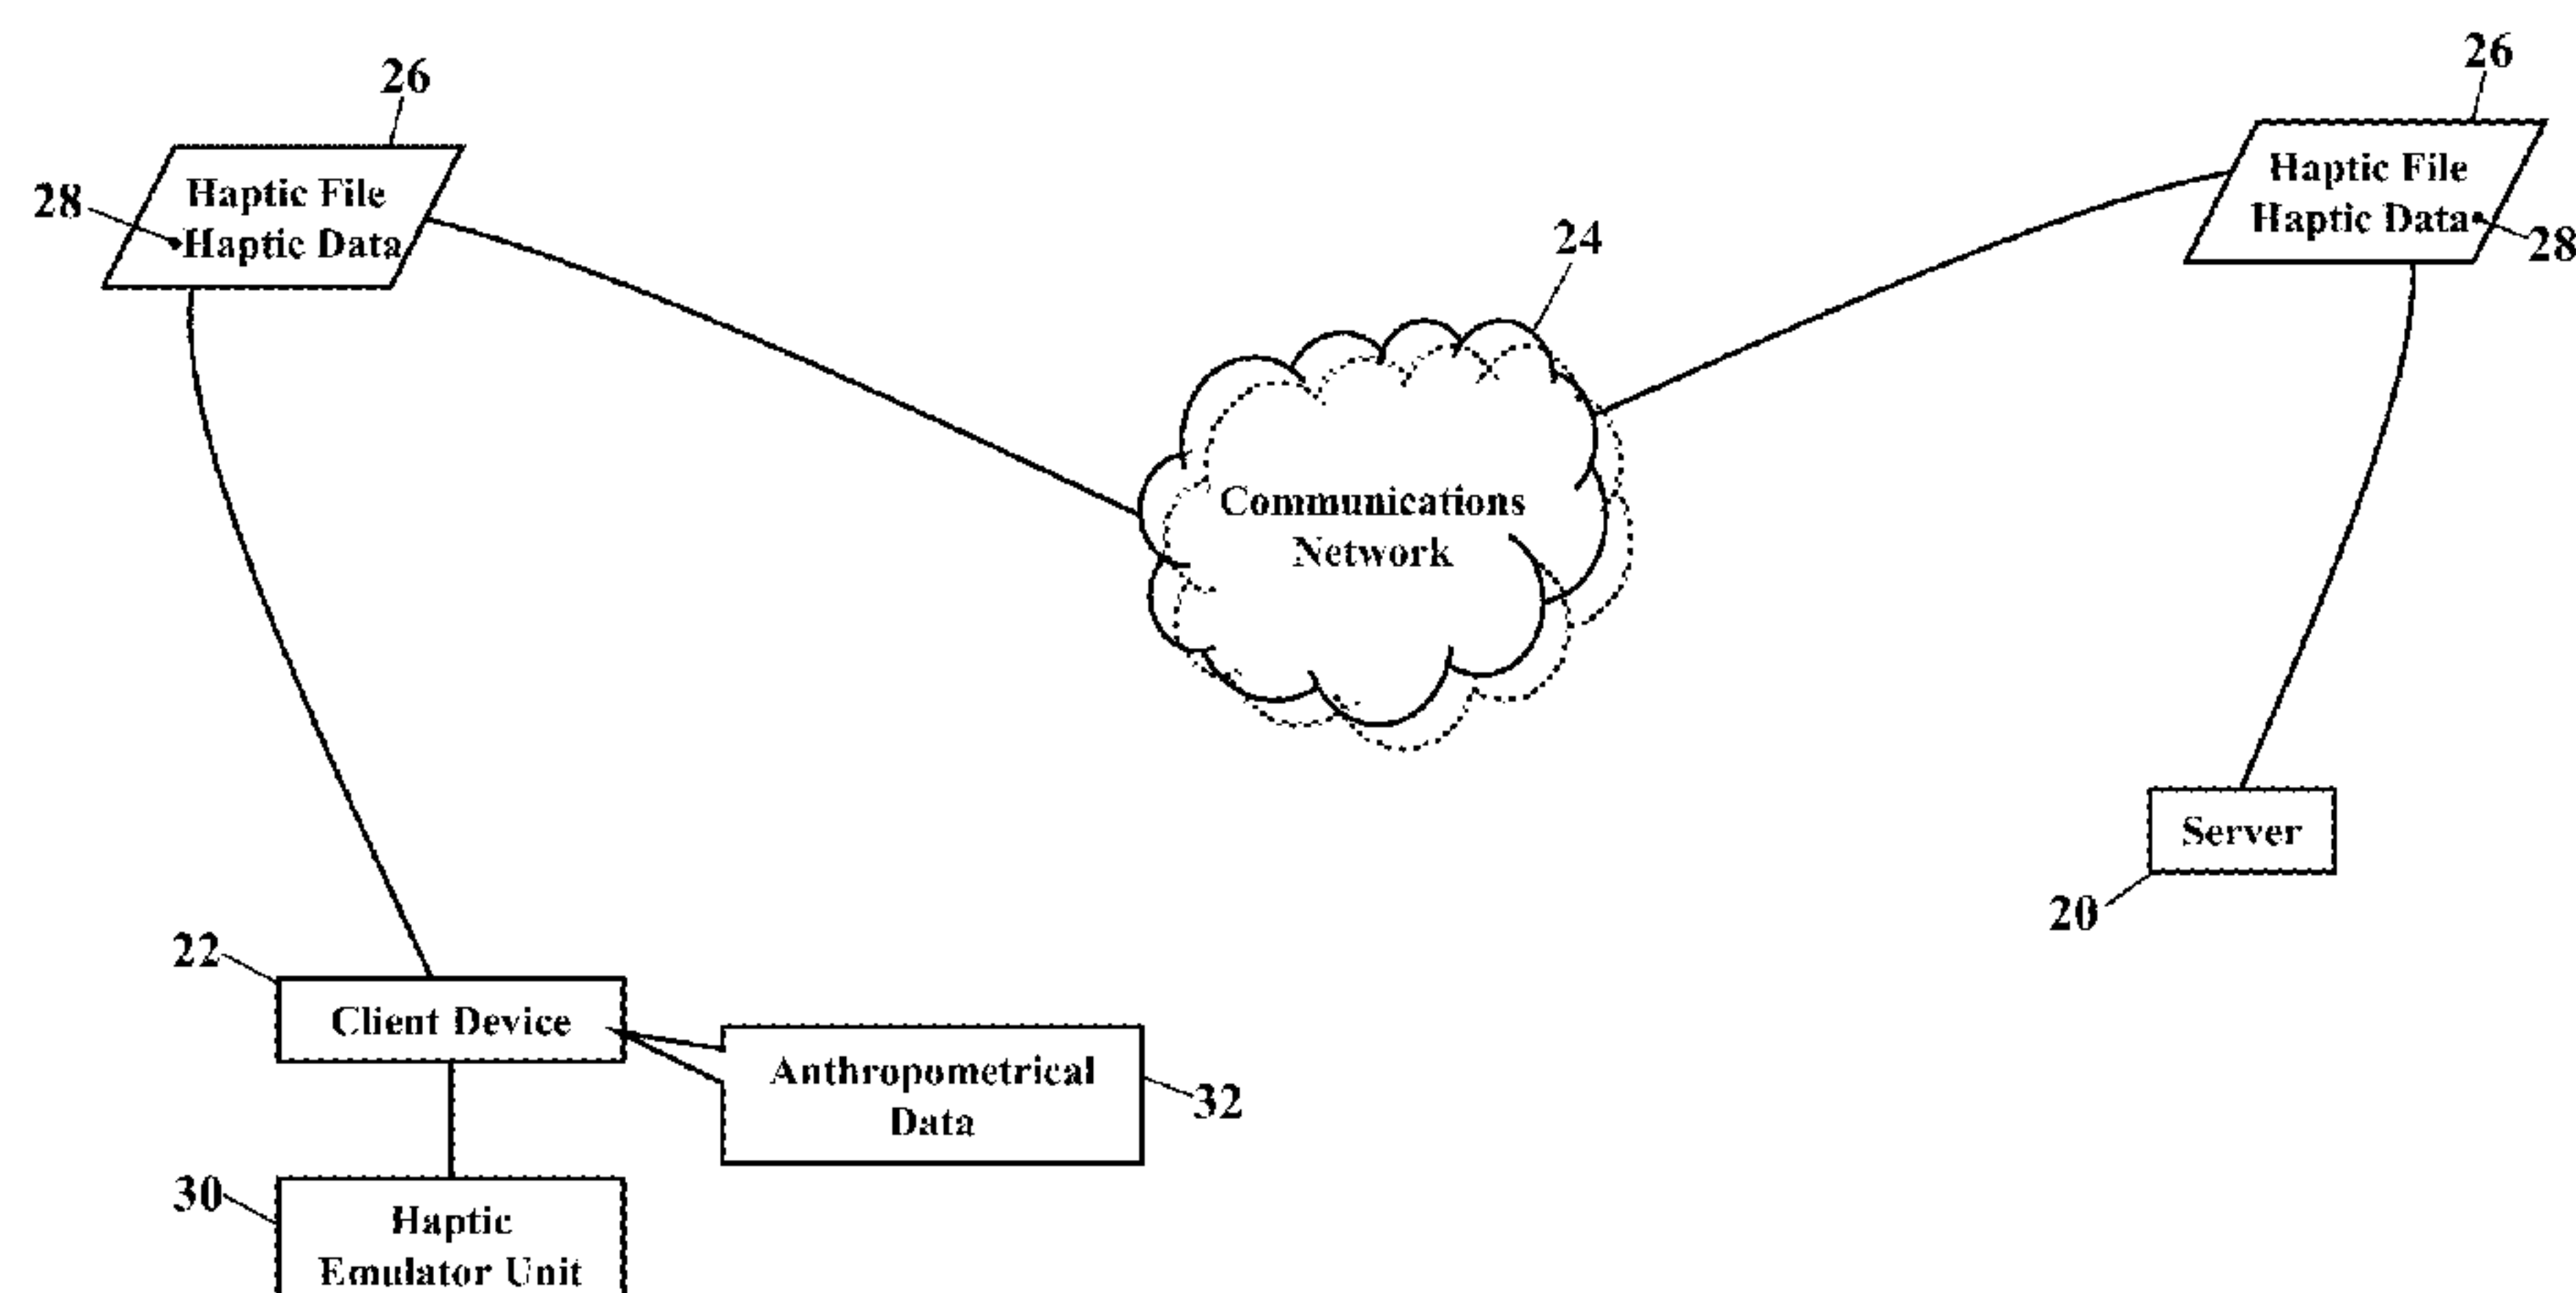 26
26
Haptic File
Haptic Data
28
Haptic File
Haptic Data
28
24
Communications
Network
Server
20
22
Client Device
Anthropometrical
Data
32
30
Haptic
Emulator Unit